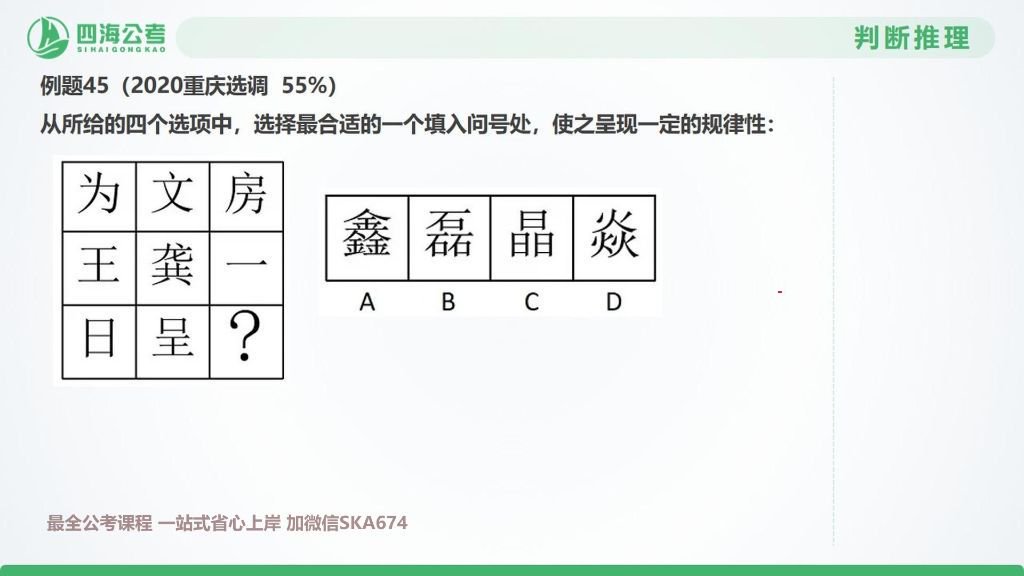 四海公考
SIHAIGONGKAO
判断推理
例题45（2020重庆选调 55%）
从所给的四个选项中，选择最合适的一个填入问号处，使之呈现一定的规律性：
为 文 房
王 龚 一
日 呈 ?
鑫 磊 晶 焱
A B C D
最全公考课程 一站式省心上岸 加微信SKA674